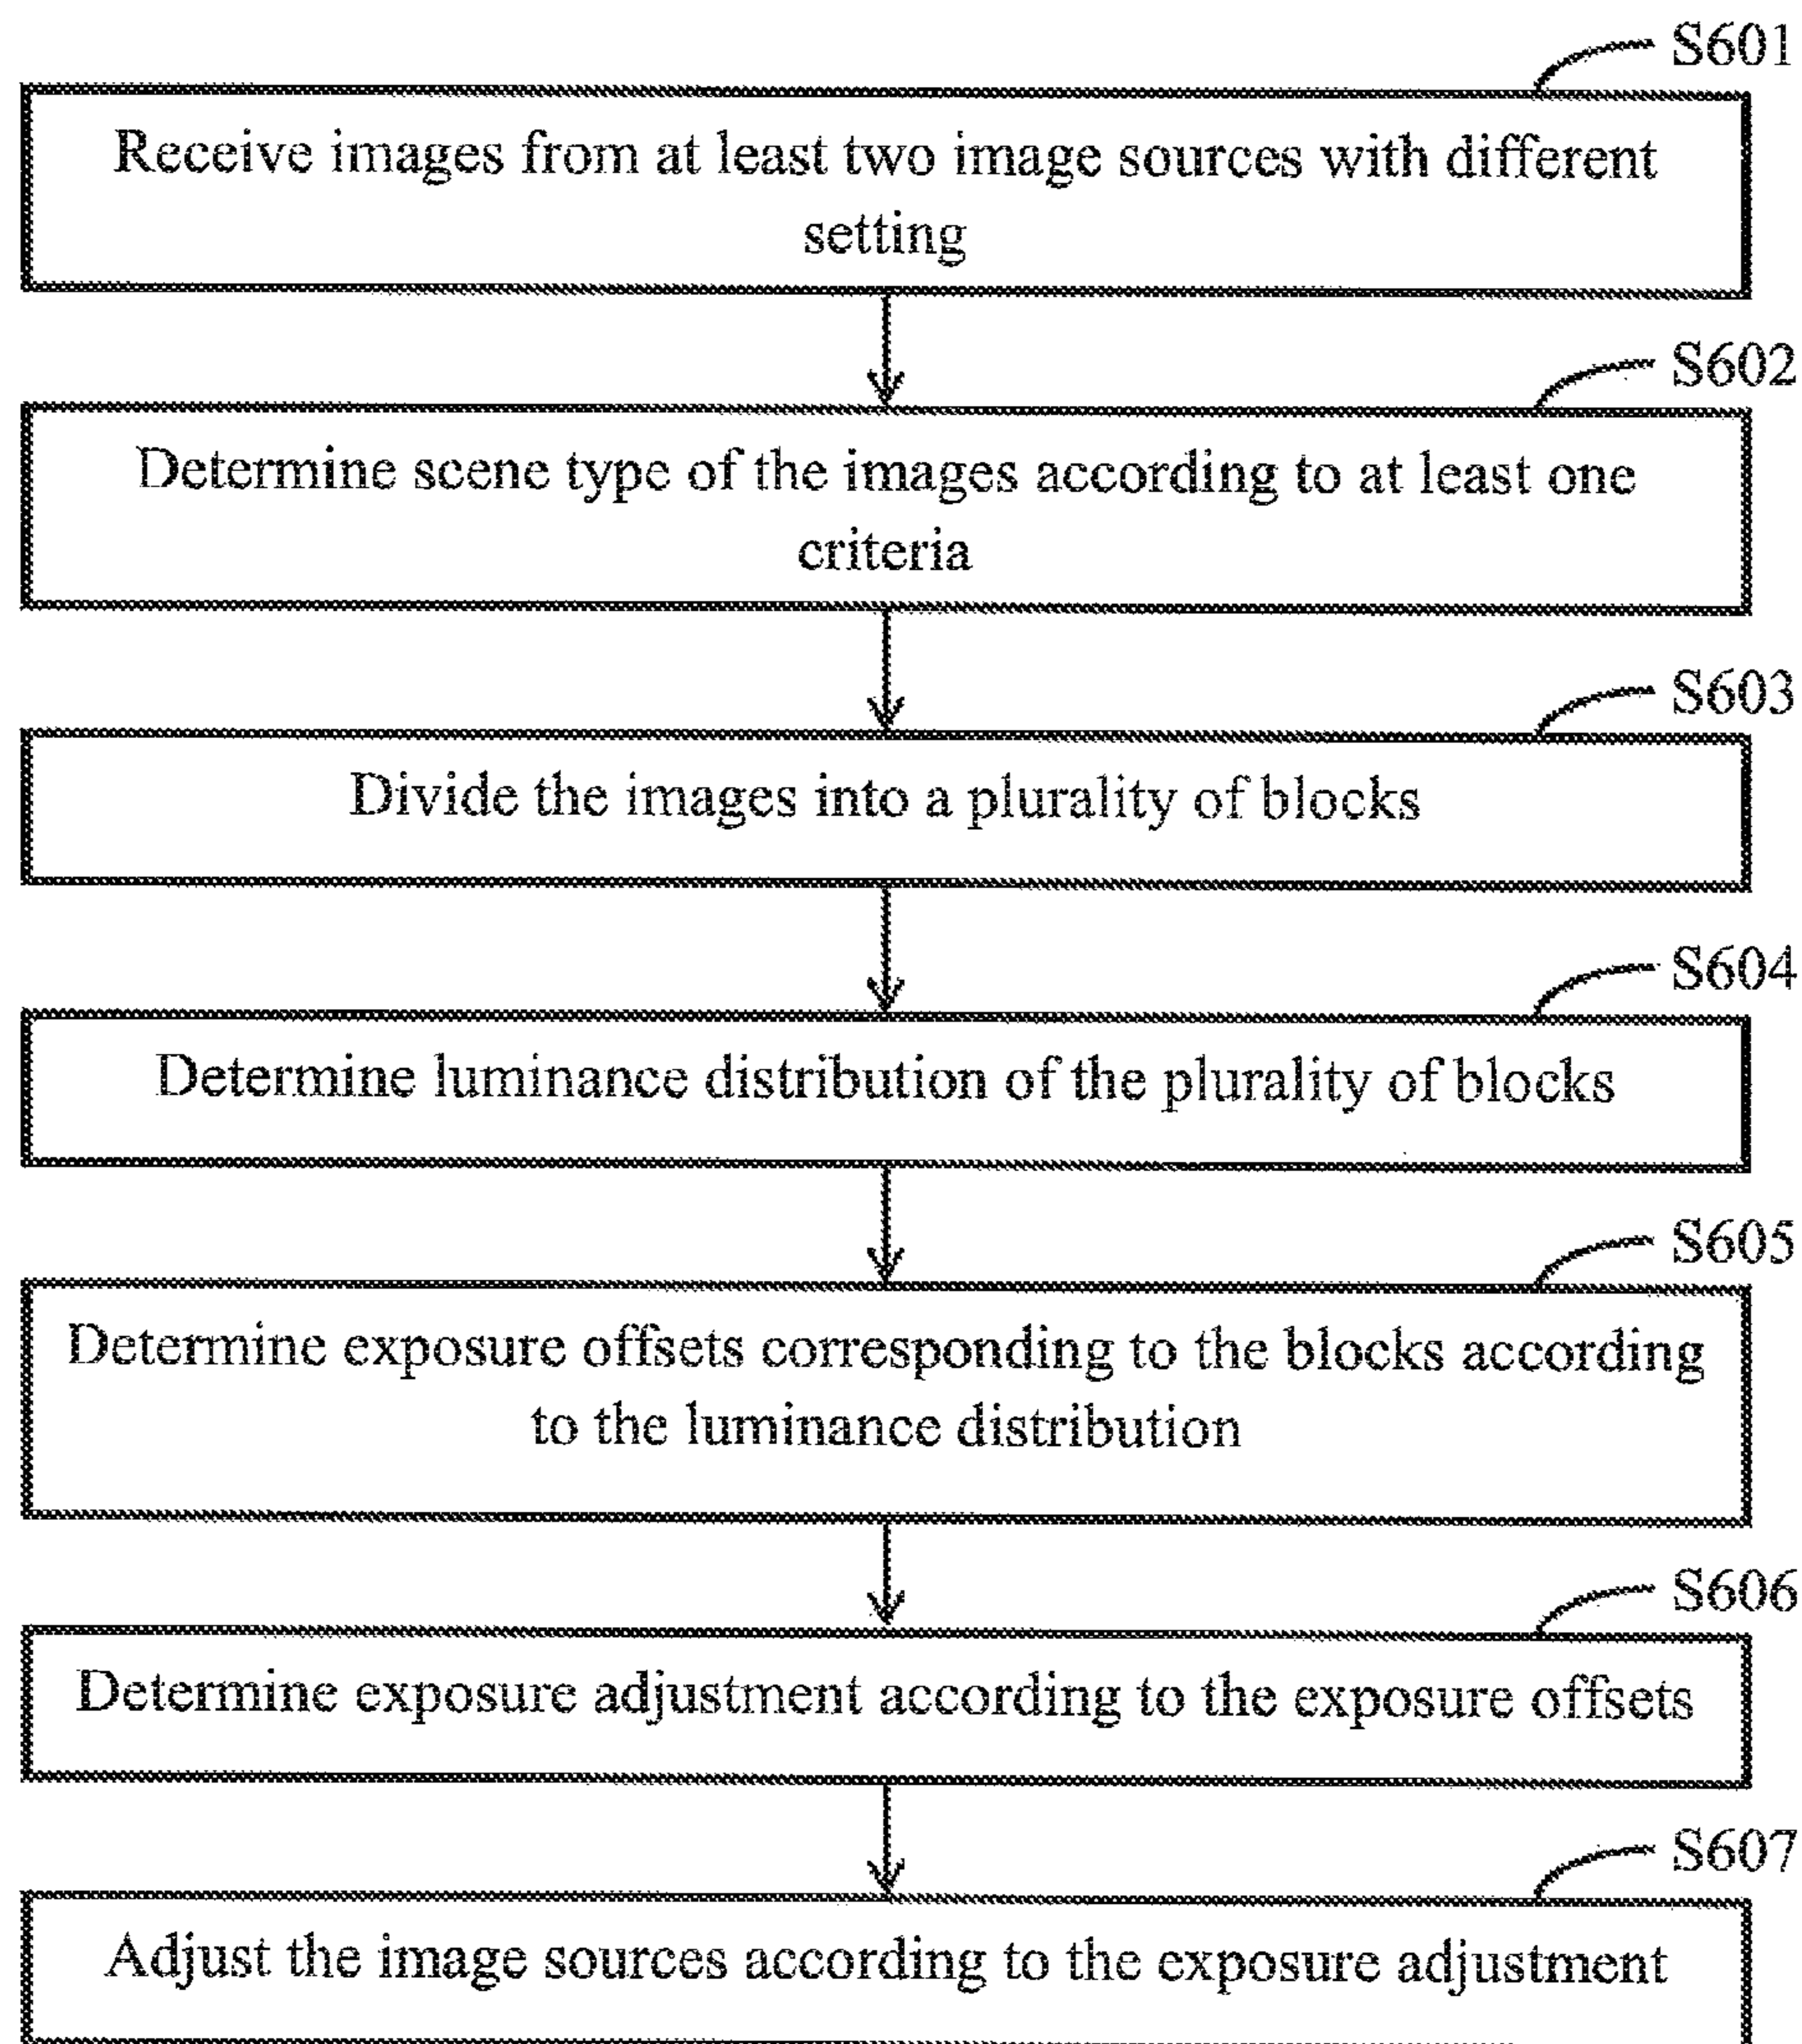 S601
Receive images from at least two image sources with different
setting
S602
Determine scene type of the images according to at least one
criteria
S603
Divide the images into a plurality of blocks
S604
Determine luminance distribution of the plurality of blocks
S605
Determine exposure offsets corresponding to the blocks according
to the luminance distribution
S606
Determine exposure adjustment according to the exposure offsets
S607
Adjust the image sources according to the exposure adjustment